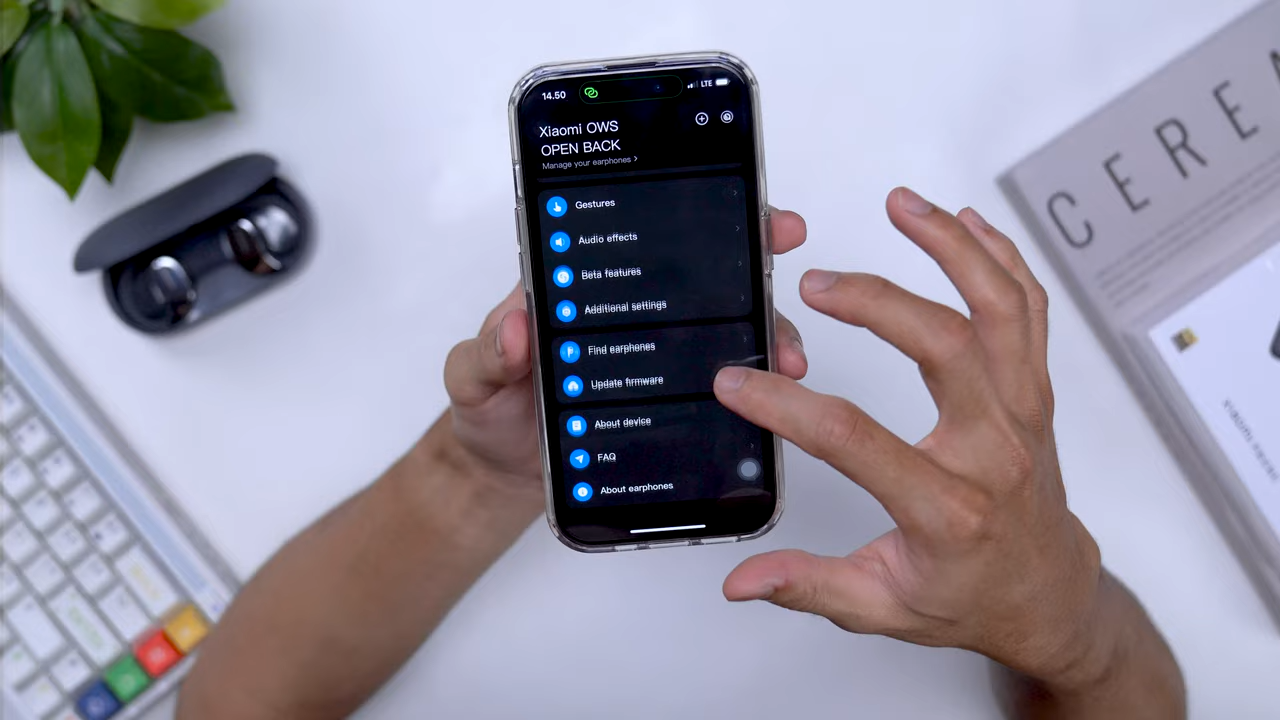 14.50
LTE
Xiaomi OWS
OPEN BACK
Manage your earphones >
Gestures
Audio effects
Beta features
Additional settings
Find earphones
Update firmware
About device
FAQ
About earphones
CERE